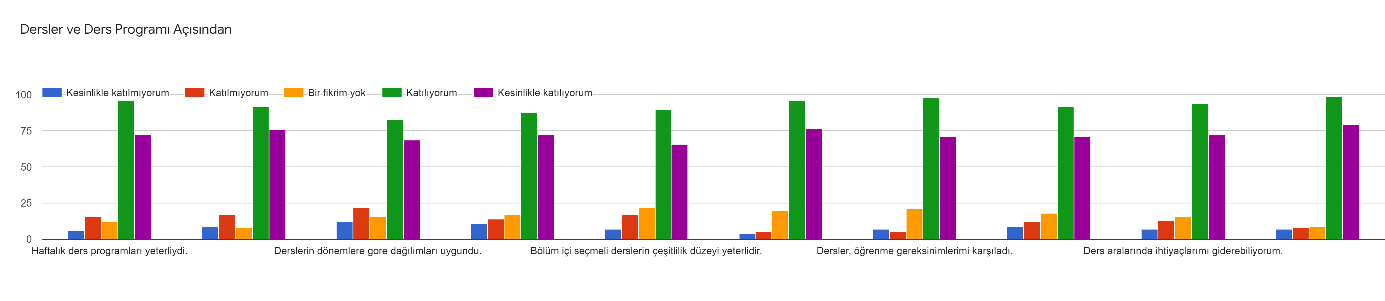 Dersler ve Ders Programı Açısından
Kesinlikle katılmıyorum Katılmıyorum Bir fikrim yok Katılıyorum Kesinlikle katılıyorum
100
75
50
25
0
Haftalık ders programları yeterliydi. Derslerin dönemlere gore dağılımları uygundu. Bölüm içi seçmeli derslerin çeşitlilik düzeyi yeterlidir. Dersler, öğrenme gereksinimlerimi karşıladı. Ders aralarında ihtiyaçlarımı giderebiliyorum.